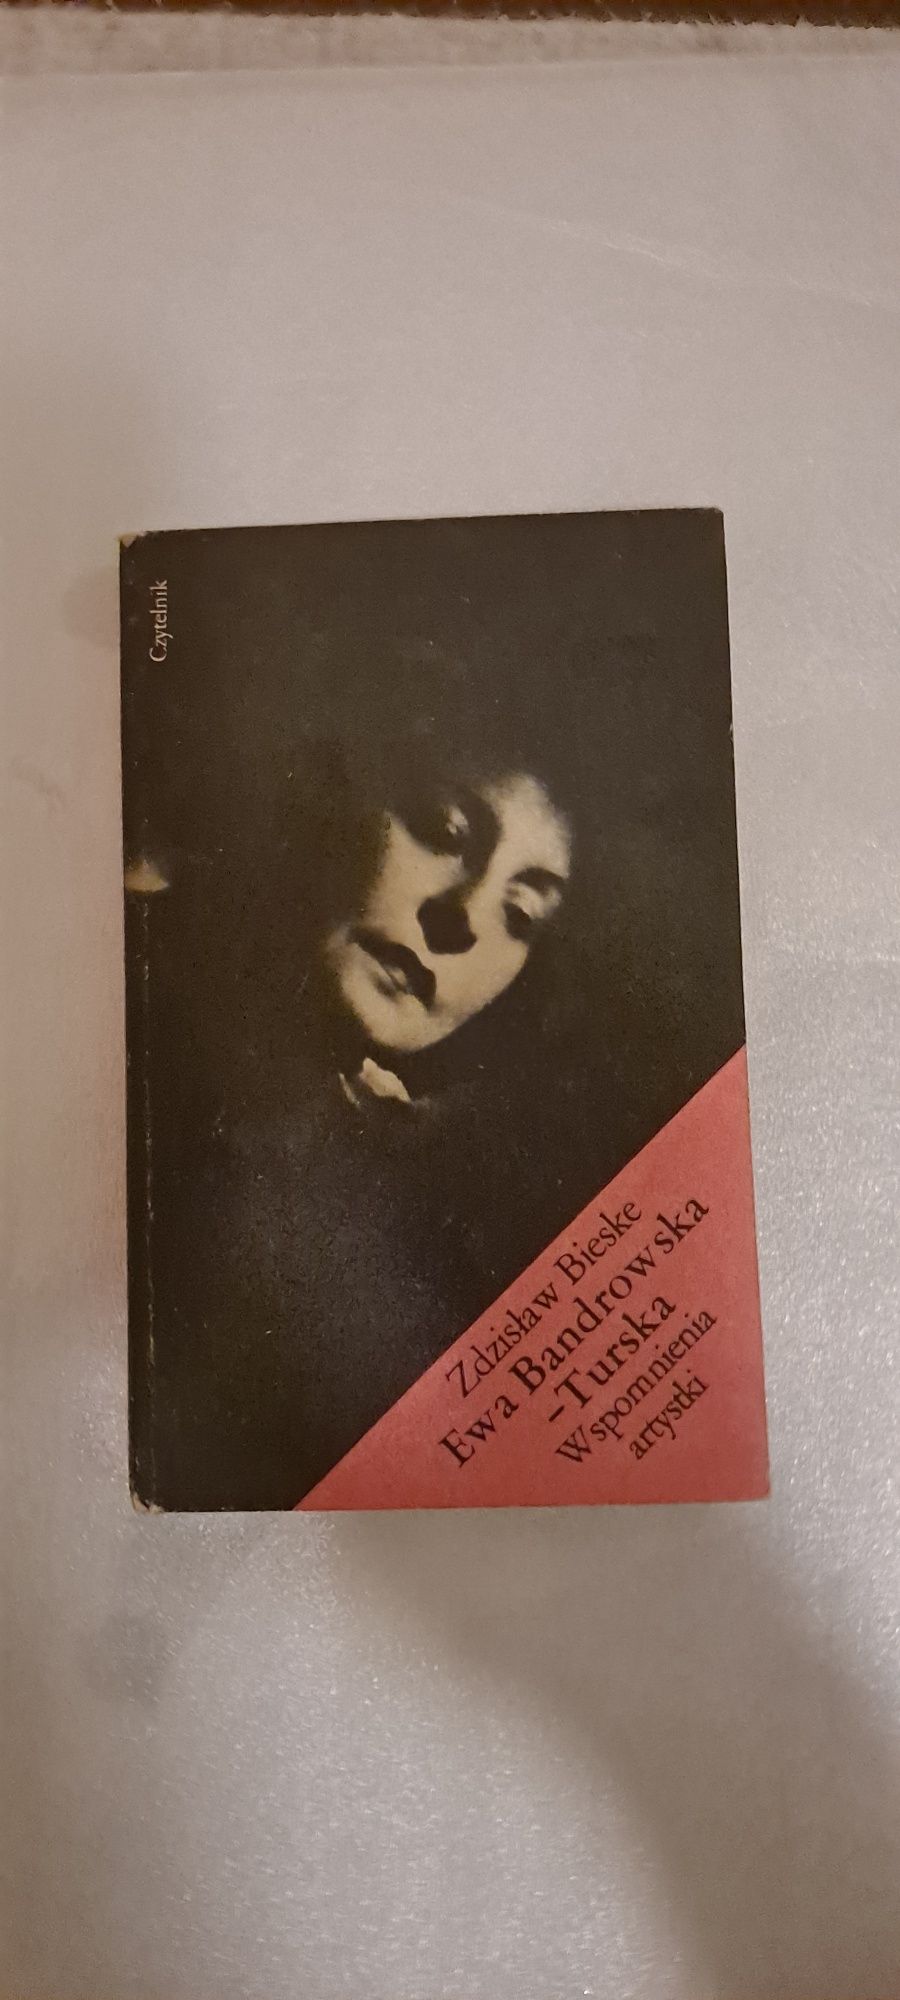 Czytelnik
Zdzisław Bieske
Ewa Bandrowska
-Turska
Wspomnienia
artystki